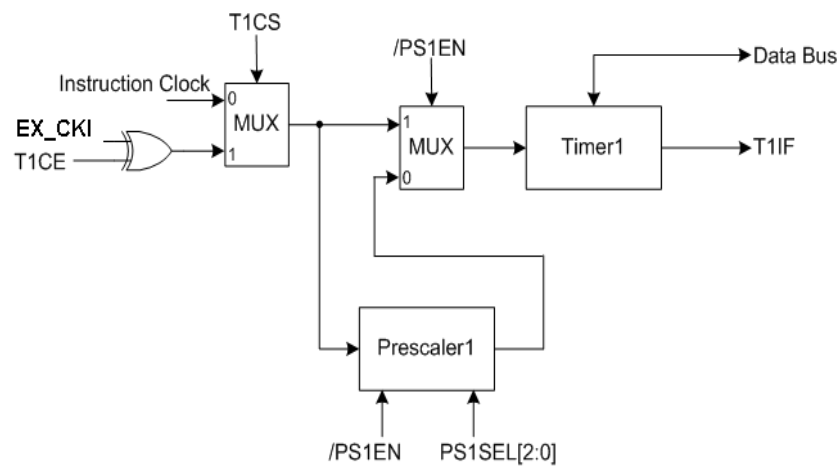 T1CS
/PS1EN
Data Bus
Instruction Clock
0
MUX
EX_CKI
T1CE
1
1
MUX
0
Timer1
T1IF
Prescaler1
/PS1EN
PS1SEL[2:0]